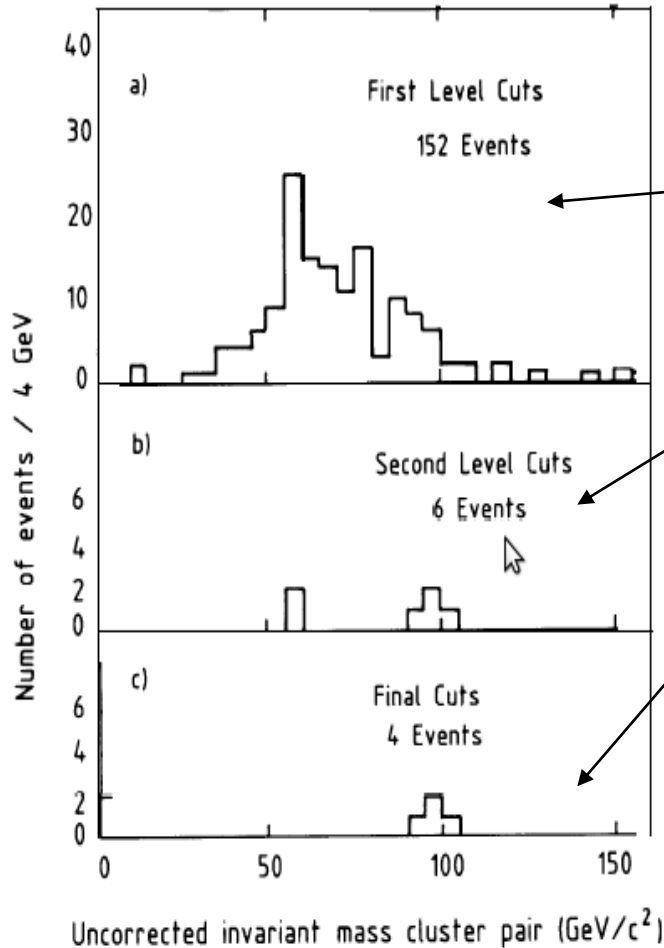 40
a)
First Level Cuts
30
152 Events
20
10
0
b)
Second Level Cuts
6
6 Events
4
2
0
c)
Final Cuts
6
4 Events
4
2
0
0 50 100 150
Number of events / 4 GeV
Uncorrected invariant mass cluster pair (GeV/c²)